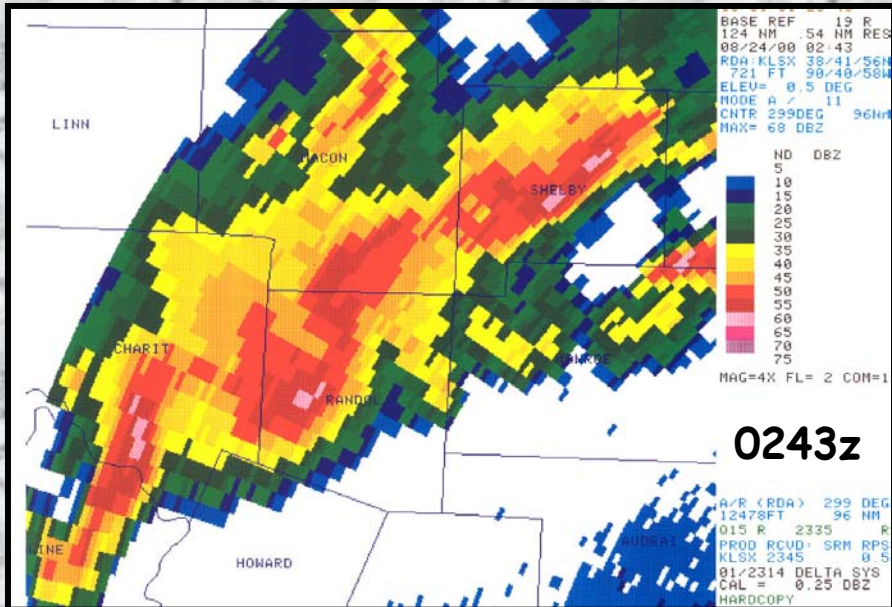 BASE REF 19 R
124 NM .54 NM RES
08/24/00 02:43
RDA:KLSX 38/41/56N
721 FT 90/40/58W
ELEV= 0.5 DEG
MODE A / 11
CNTR 299DEG 96NM
MAX= 68 DBZ
ND DBZ
5
10
15
20
25
30
35
40
45
50
55
60
65
70
75
MAG=4X FL= 2 COM=1
0243z
A/R (RDA) 299 DEG
12478FT 96 NM
Q15 R 2335 R
PROD RCVD: SRM RPS
KLSX 2345 0.5
01/2314 DELTA SYS
CAL = 0.25 DBZ
HARDCOPY
LINN
MACON
SHELBY
CHARIT
MONROE
RANDOL
INE
HOWARD
AUDRAI